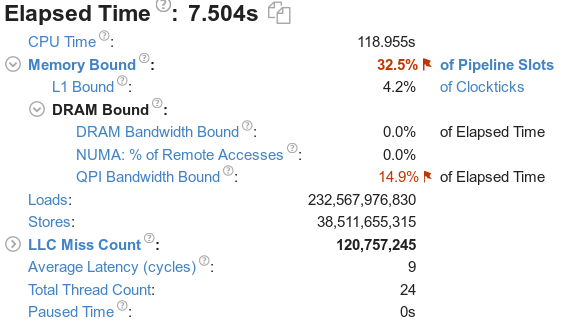 Elapsed Time ?: 7.504s
CPU Time ?: 118.955s
Memory Bound ?: 32.5% of Pipeline Slots
L1 Bound ?: 4.2% of Clockticks
DRAM Bound ?:
DRAM Bandwidth Bound ?: 0.0% of Elapsed Time
NUMA: % of Remote Accesses ?: 0.0%
QPI Bandwidth Bound ?: 14.9% of Elapsed Time
Loads: 232,567,976,830
Stores: 38,511,655,315
LLC Miss Count ?: 120,757,245
Average Latency (cycles) ?: 9
Total Thread Count: 24
Paused Time ?: 0s